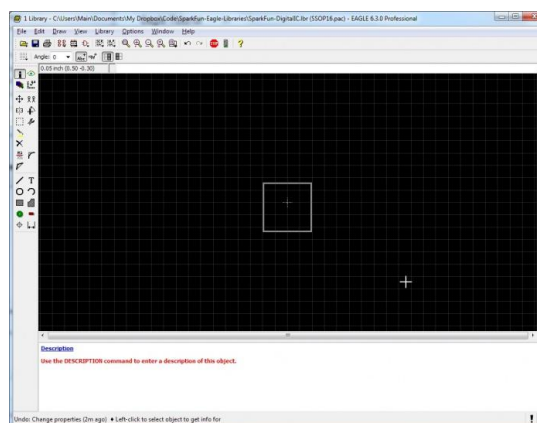 1 Library - C:\Users\Main\Documents\My Dropbox\Code\SparkFun-Eagle-Libraries\SparkFun-DigitalIC.lbr (SSOP16.pac) - EAGLE 6.3.0 Professional
File Edit Draw View Library Options Window Help
Angle: 0
0.05 inch (0.50 -0.30)
Description
Use the DESCRIPTION command to enter a description of this object.
Undo: Change properties (2m ago) ♦ Left-click to select object to get info for